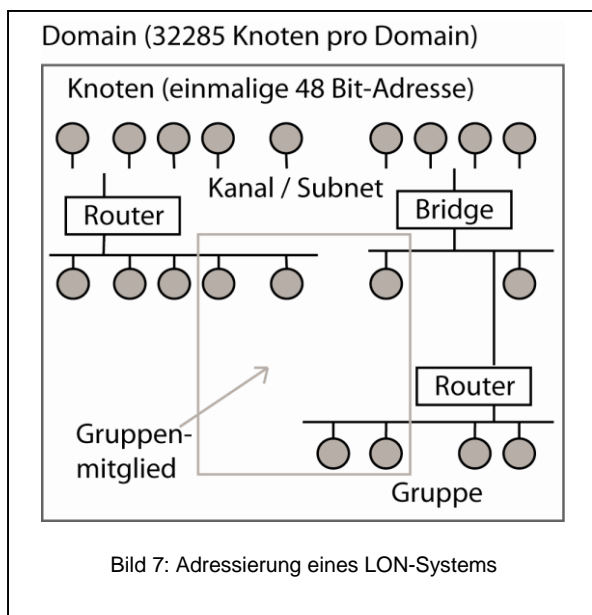 Domain (32285 Knoten pro Domain)
Knoten (einmalige 48 Bit-Adresse)
Kanal / Subnet
Router
Bridge
Router
Gruppen-
mitglied
Gruppe
Bild 7: Adressierung eines LON-Systems